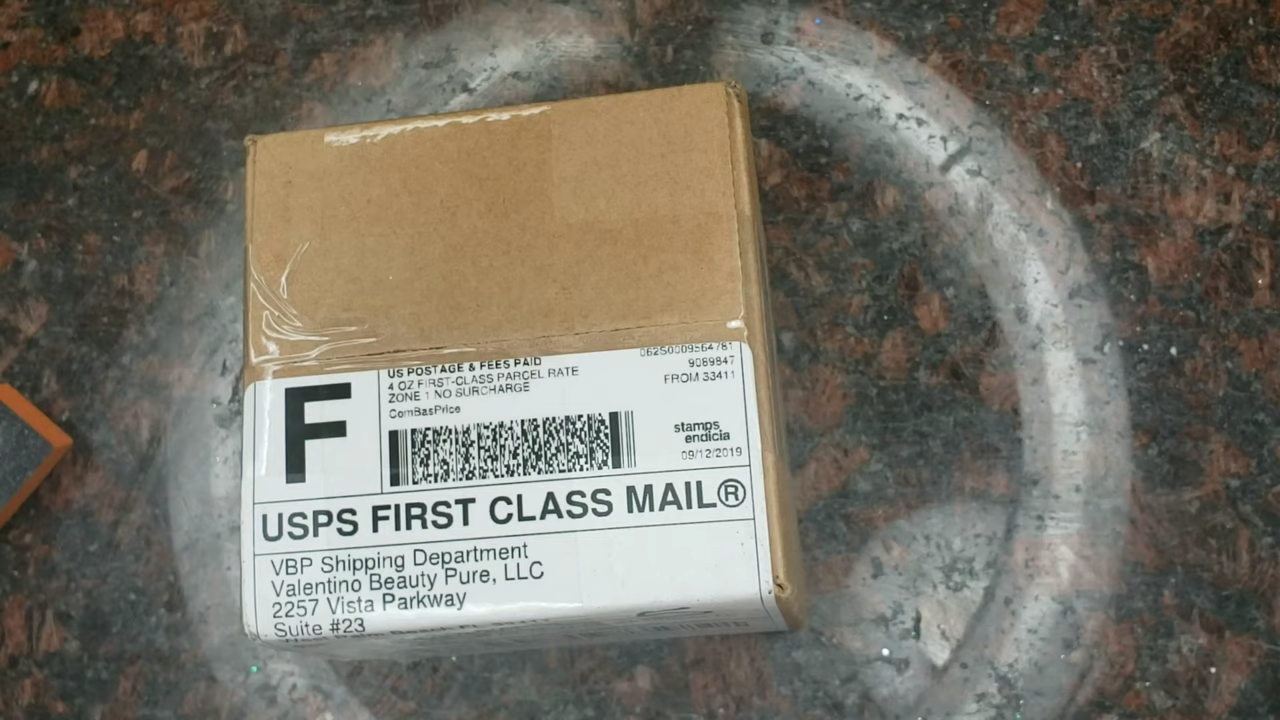 F
US POSTAGE & FEES PAID
4 OZ FIRST-CLASS PARCEL RATE
ZONE 1 NO SURCHARGE
ComBasPrice
062S0009564781
9089847
FROM 33411
stamps
endicia
09/12/2019
USPS FIRST CLASS MAIL®
VBP Shipping Department
Valentino Beauty Pure, LLC
2257 Vista Parkway
Suite #23